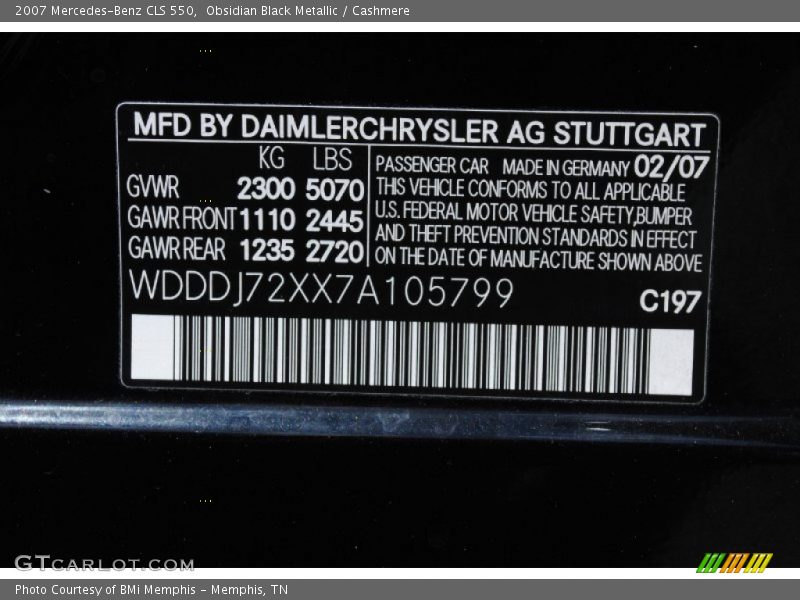 2007 Mercedes-Benz CLS 550,  Obsidian Black Metallic / Cashmere
MFD BY DAIMLERCHRYSLER AG STUTTGART
KG LBS
GVWR 2300 5070
GAWR FRONT 1110 2445
GAWR REAR 1235 2720
PASSENGER CAR MADE IN GERMANY 02/07
THIS VEHICLE CONFORMS TO ALL APPLICABLE
U.S. FEDERAL MOTOR VEHICLE SAFETY,BUMPER
AND THEFT PREVENTION STANDARDS IN EFFECT
ON THE DATE OF MANUFACTURE SHOWN ABOVE
WDDDJ72XX7A105799
C197
GTCARLOT.COM
Photo Courtesy of BMi Memphis - Memphis, TN